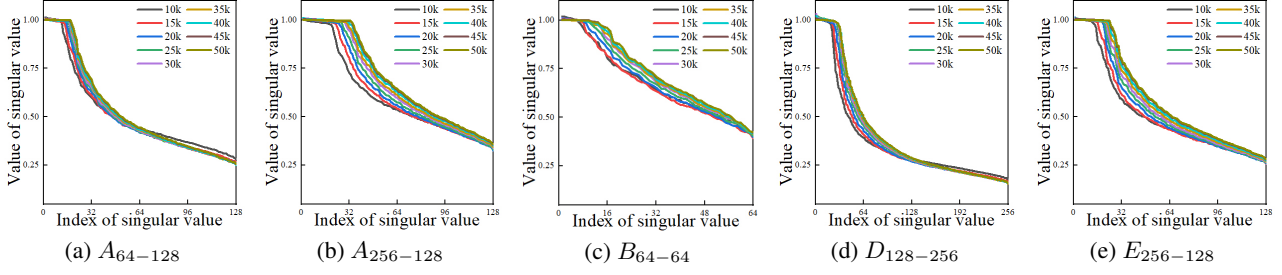 Value of singular value
1.00
0.75
0.50
0.25
0 32 64 96 128
Index of singular value
10k 35k
15k 40k
20k 45k
25k 50k
30k
(a) A64−128
Value of singular value
1.00
0.75
0.50
0.25
0 32 64 96 128
Index of singular value
10k 35k
15k 40k
20k 45k
25k 50k
30k
(b) A256−128
Value of singular value
1.00
0.75
0.50
0.25
0 16 32 48 64
Index of singular value
10k 35k
15k 40k
20k 45k
25k 50k
30k
(c) B64−64
Value of singular value
1.00
0.75
0.50
0.25
0 64 128 192 256
Index of singular value
10k 35k
15k 40k
20k 45k
25k 50k
30k
(d) D128−256
Value of singular value
1.00
0.75
0.50
0.25
0 32 64 96 128
Index of singular value
10k 35k
15k 40k
20k 45k
25k 50k
30k
(e) E256−128